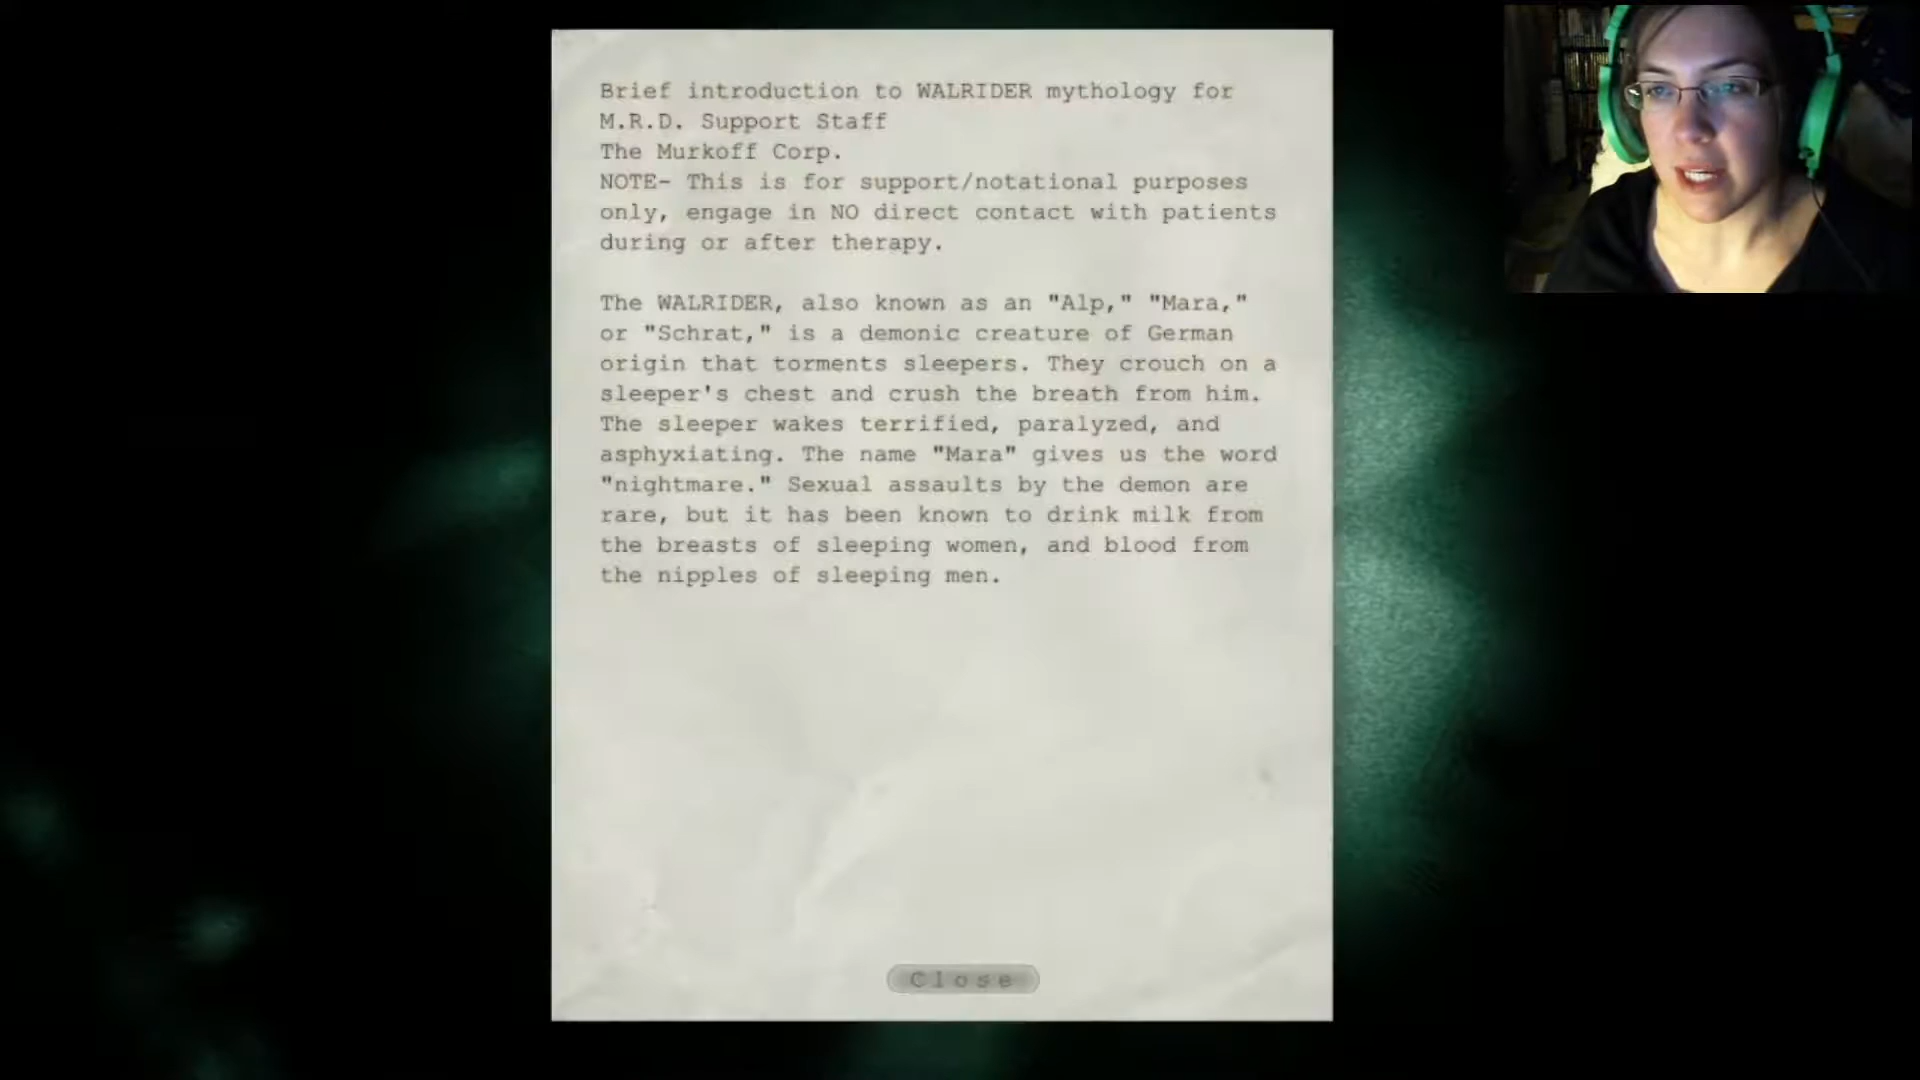 Brief introduction to WALRIDER mythology for
M.R.D. Support Staff
The Murkoff Corp.
NOTE- This is for support/notational purposes
only, engage in NO direct contact with patients
during or after therapy.
The WALRIDER, also known as an "Alp," "Mara,"
or "Schrat," is a demonic creature of German
origin that torments sleepers. They crouch on a
sleeper's chest and crush the breath from him.
The sleeper wakes terrified, paralyzed, and
asphyxiating. The name "Mara" gives us the word
"nightmare." Sexual assaults by the demon are
rare, but it has been known to drink milk from
the breasts of sleeping women, and blood from
the nipples of sleeping men.
Close